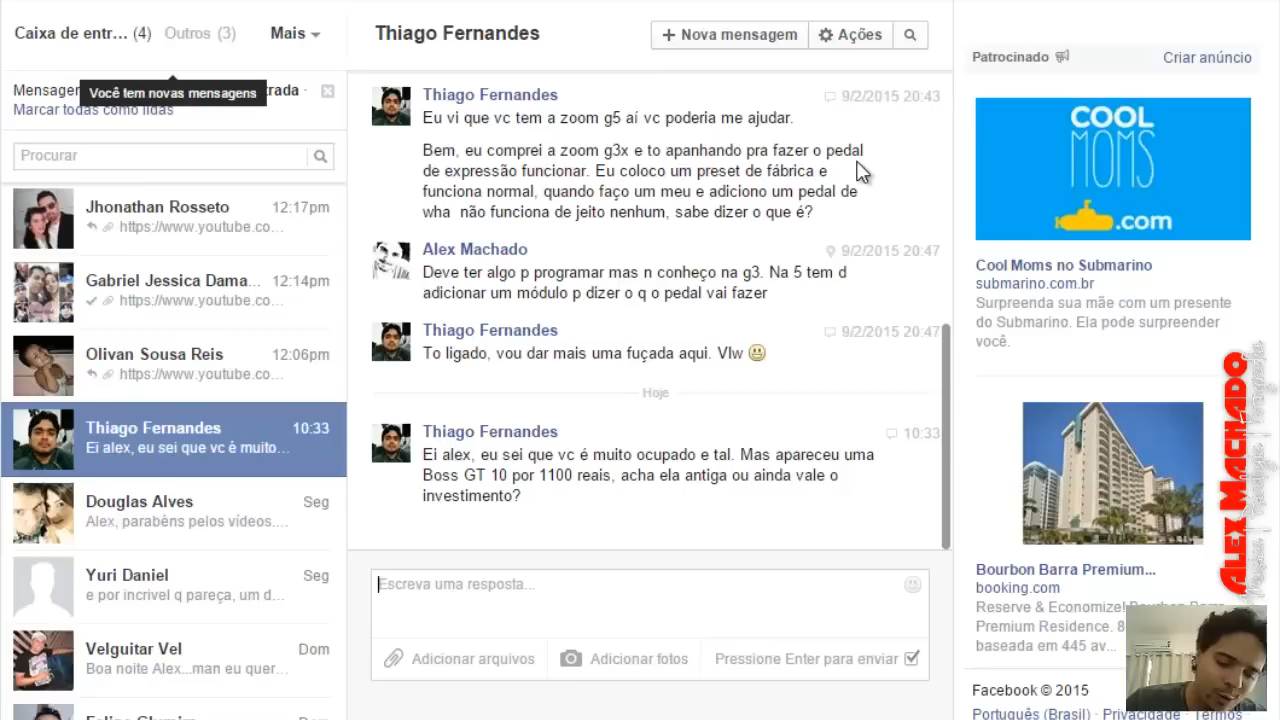 Caixa de entr... (4) Outros (3) Mais
Você tem novas mensagens
Marcar todas como lidas
Procurar
Jhonathan Rosseto 12:17pm
https://www.youtube.co...
Gabriel Jessica Dama... 12:14pm
https://www.youtube.co...
Olivan Sousa Reis 12:06pm
https://www.youtube.co...
Thiago Fernandes 10:33
Ei alex, eu sei que vc é muito...
Douglas Alves Seg
Alex, parabéns pelos vídeos....
Yuri Daniel Seg
e por incrivel q pareça, um d...
Velguitar Vel Dom
Boa noite Alex...man eu quer...
Dom
Thiago Fernandes
+ Nova mensagem Ações
Thiago Fernandes 9/2/2015 20:43
Eu vi que vc tem a zoom g5 aí vc poderia me ajudar.
Bem, eu comprei a zoom g3x e to apanhando pra fazer o pedal
de expressão funcionar. Eu coloco um preset de fábrica e
funciona normal, quando faço um meu e adiciono um pedal de
wha não funciona de jeito nenhum, sabe dizer o que é?
Alex Machado 9/2/2015 20:47
Deve ter algo p programar mas n conheço na g3. Na 5 tem d
adicionar um módulo p dizer o q o pedal vai fazer
Thiago Fernandes 9/2/2015 20:47
To ligado, vou dar mais uma fuçada aqui. Vlw
Hoje
Thiago Fernandes 10:33
Ei alex, eu sei que vc é muito ocupado e tal. Mas apareceu uma
Boss GT 10 por 1100 reais, acha ela antiga ou ainda vale o
investimento?
Escreva uma resposta...
Adicionar arquivos Adicionar fotos Pressione Enter para enviar
Patrocinado Criar anúncio
COOL
MOMS
.com
Cool Moms no Submarino
submarino.com.br
Surpreenda sua mãe com um presente
do Submarino. Ela pode surpreender
você.
Bourbon Barra Premium...
booking.com
Reserve & Economize! Bourbon Barra
Premium Residence. 8
baseada em 445 av...
Facebook © 2015
Português (Brasil) · Privacidade · Termos ·
ALEX MACHADO